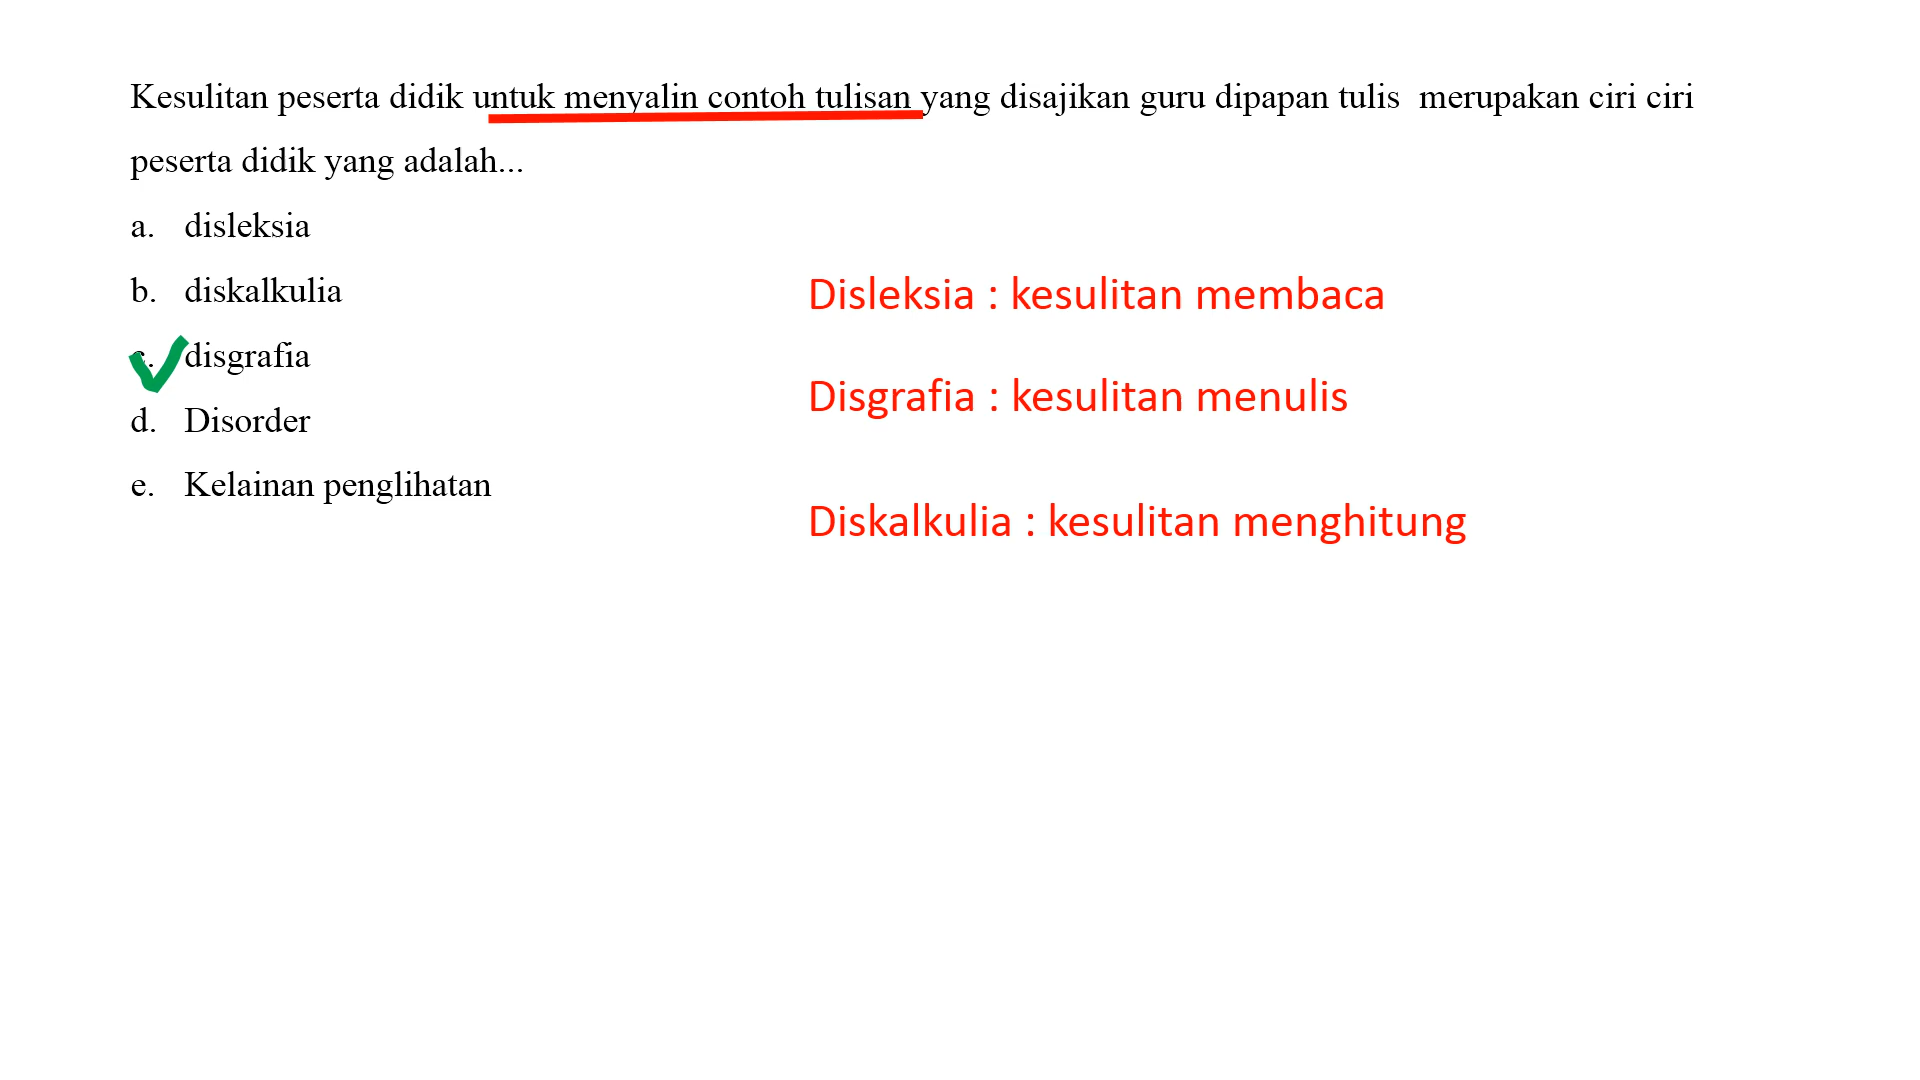 Kesulitan peserta didik untuk menyalin contoh tulisan yang disajikan guru dipapan tulis  merupakan ciri ciri
peserta didik yang adalah...
a. disleksia
b. diskalkulia
c. disgrafia
d. Disorder
e. Kelainan penglihatan
Disleksia : kesulitan membaca
Disgrafia : kesulitan menulis
Diskalkulia : kesulitan menghitung